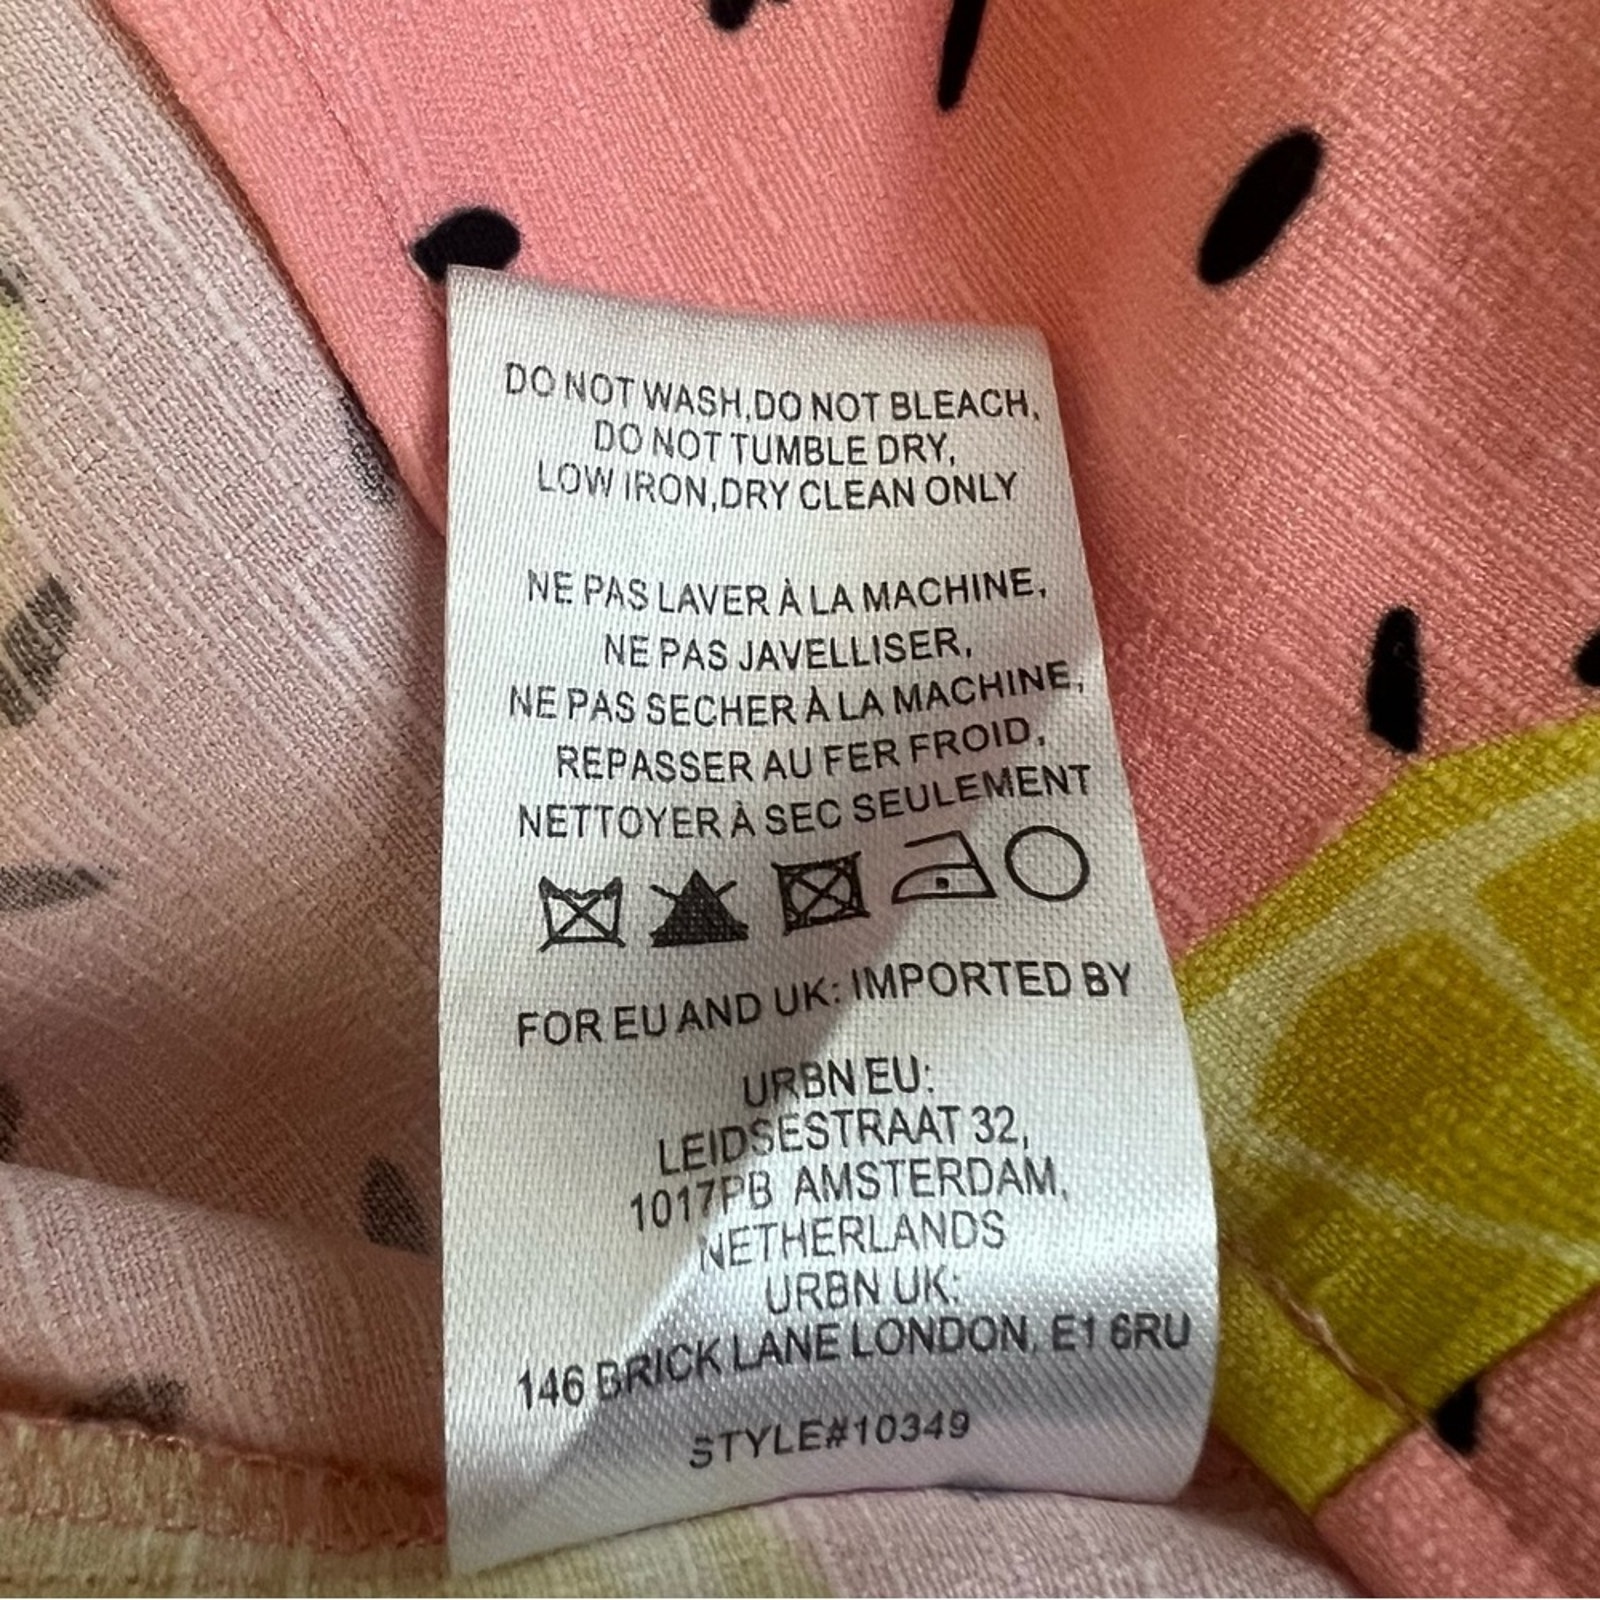 DO NOT WASH,DO NOT BLEACH,
DO NOT TUMBLE DRY,
LOW IRON,DRY CLEAN ONLY
NE PAS LAVER À LA MACHINE,
NE PAS JAVELLISER,
NE PAS SECHER À LA MACHINE,
REPASSER AU FER FROID,
NETTOYER À SEC SEULEMENT
FOR EU AND UK: IMPORTED BY
URBN EU:
LEIDSESTRAAT 32,
1017PB AMSTERDAM,
NETHERLANDS
URBN UK:
146 BRICK LANE LONDON, E1 6RU
STYLE#10349